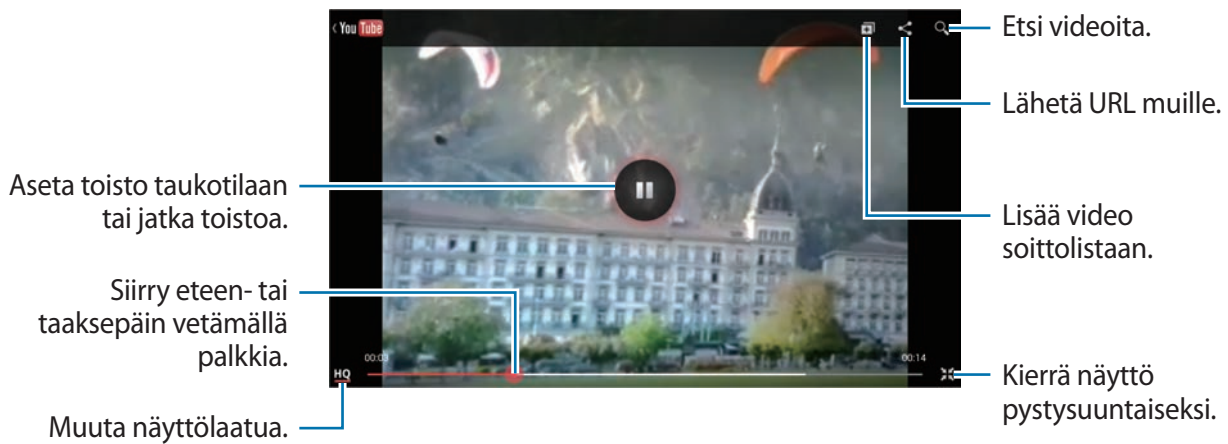 You Tube
Etsi videoita.
Lähetä URL muille.
Lisää video
soittolistaan.
Aseta toisto taukotilaan
tai jatka toistoa.
Siirry eteen- tai
taaksepäin vetämällä
palkkia.
00:03
00:14
HQ
Muuta näyttölaatua.
Kierrä näyttö
pystysuuntaiseksi.